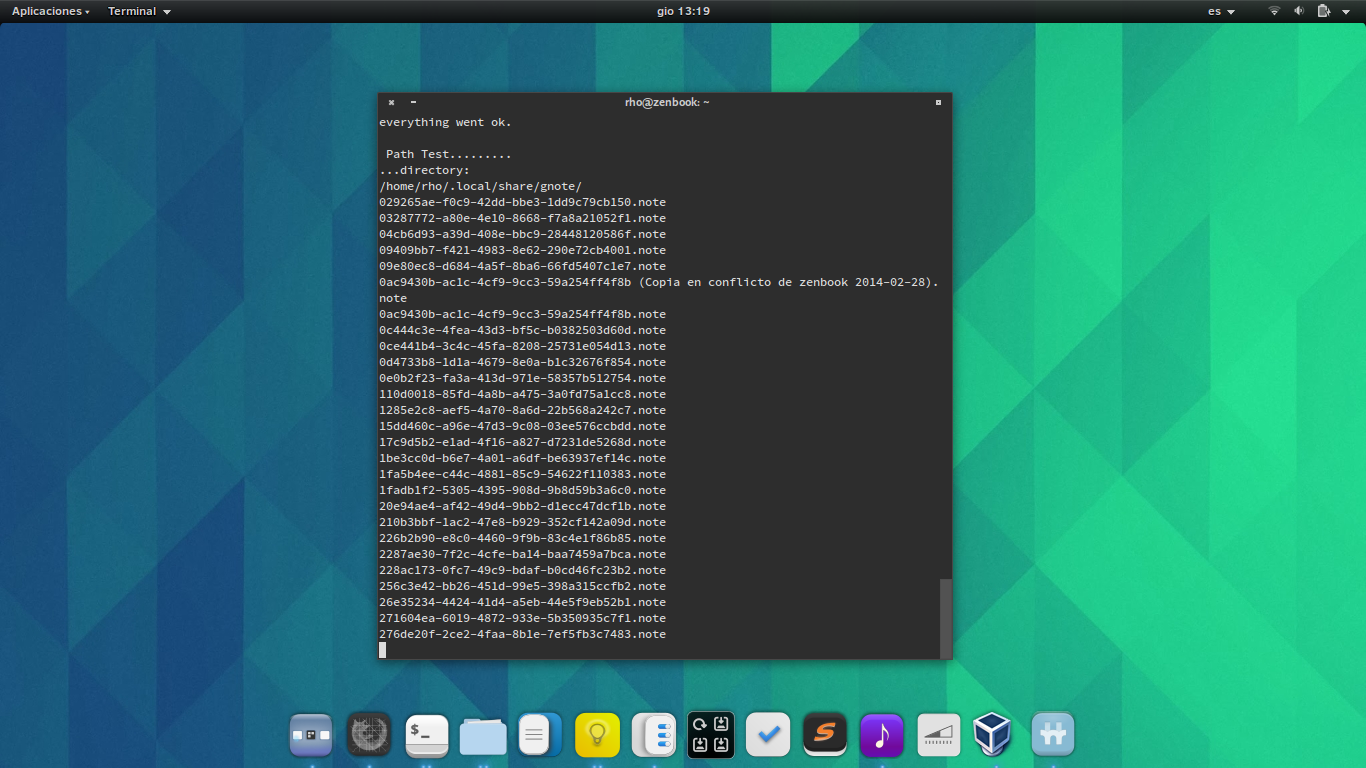 Aplicaciones
Terminal
gio 13:19
es
rho@zenbook: ~
everything went ok.
Path Test.........
...directory:
/home/rho/.local/share/gnote/
029265ae-f0c9-42dd-bbe3-1dd9c79cb150.note
03287772-a80e-4e10-8668-f7a8a21052f1.note
04cb6d93-a39d-408e-bbc9-28448120586f.note
09409bb7-f421-4983-8e62-290e72cb4001.note
09e80ec8-d684-4a5f-8ba6-66fd5407c1e7.note
0ac9430b-ac1c-4cf9-9cc3-59a254ff4f8b (Copia en conflicto de zenbook 2014-02-28).
note
0ac9430b-ac1c-4cf9-9cc3-59a254ff4f8b.note
0c444c3e-4fea-43d3-bf5c-b0382503d60d.note
0ce441b4-3c4c-45fa-8208-25731e054d13.note
0d4733b8-1d1a-4679-8e0a-b1c32676f854.note
0e0b2f23-fa3a-413d-971e-58357b512754.note
110d0018-85fd-4a8b-a475-3a0fd75a1cc8.note
1285e2c8-aef5-4a70-8a6d-22b568a242c7.note
15dd460c-a96e-47d3-9c08-03ee576ccbdd.note
17c9d5b2-e1ad-4f16-a827-d7231de5268d.note
1be3cc0d-b6e7-4a01-a6df-be63937ef14c.note
1fa5b4ee-c44c-4881-85c9-54622f110383.note
1fadb1f2-5305-4395-908d-9b8d59b3a6c0.note
20e94ae4-af42-49d4-9bb2-d1ecc47dcf1b.note
210b3bbf-1ac2-47e8-b929-352cf142a09d.note
226b2b90-e8c0-4460-9f9b-83c4e1f86b85.note
2287ae30-7f2c-4cfe-ba14-baa7459a7bca.note
228ac173-0fc7-49c9-bdaf-b0cd46fc23b2.note
256c3e42-bb26-451d-99e5-398a315ccfb2.note
26e35234-4424-41d4-a5eb-44e5f9eb52b1.note
271604ea-6019-4872-933e-5b350935c7f1.note
276de20f-2ce2-4faa-8b1e-7ef5fb3c7483.note
$_
S